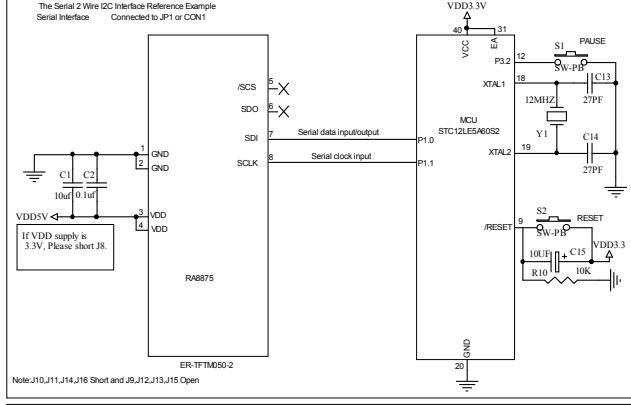 The Serial 2 Wire I2C Interface Reference Example
Serial Interface Connected to JP1 or CON1
VDD3.3V
40
31
VCC
EA
S1
PAUSE
12
P3.2
SW-PB
/SCS
5
18
XTAL1
C13
12MHZ
27PF
SDO
6
MCU
STC12LE5A60S2
Y1
SDI
7
Serial data input/output
P1.0
C14
1
GND
SCLK
8
Serial clock input
P1.1
19
XTAL2
2
GND
27PF
C1
C2
10uf
0.1uf
S2
RESET
VDD5V
3
VDD
9
/RESET
SW-PB
4
VDD
VDD3.3
If VDD supply is
3.3V, Please short J8.
10UF
+
C15
R10
10K
RA8875
GND
20
ER-TFTM050-2
Note:J10,J11,J14,J16 Short and J9,J12,J13,J15 Open